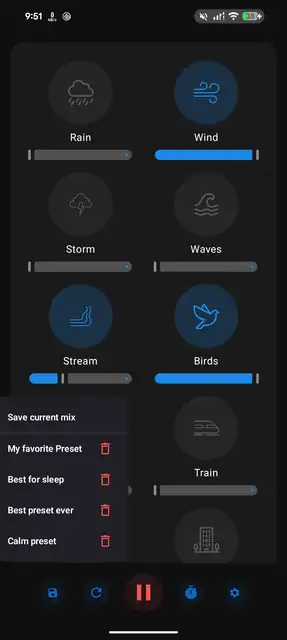 9:51
Rain
Wind
Storm
Waves
Stream
Birds
Save current mix
My favorite Preset
Best for sleep
Best preset ever
Calm preset
Train